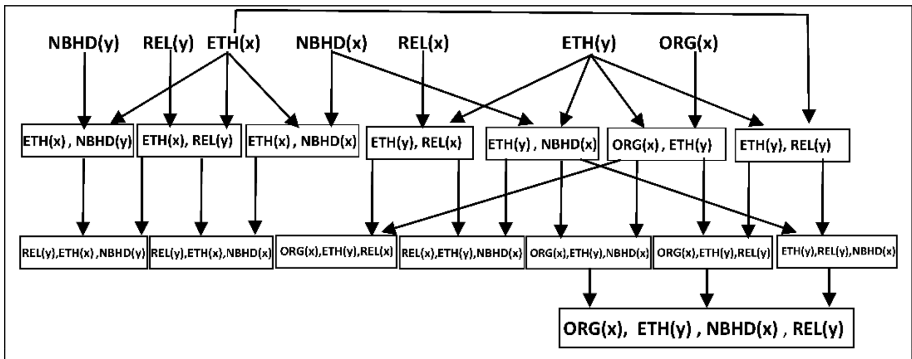 NBHD(y) REL(y) ETH(x) NBHD(x) REL(x) ETH(y) ORG(x)
ETH(x) , NBHD(y) ETH(x), REL(y) ETH(x) , NBHD(x) ETH(y), REL(x) ETH(y) , NBHD(x) ORG(x) , ETH(y) ETH(y), REL(y)
REL(y),ETH(x) ,NBHD(y) REL(y),ETH(x),NBHD(x) ORG(x),ETH(y),REL(x) REL(x),ETH(y),NBHD(x) ORG(x),ETH(y),NBHD(x) ORG(x),ETH(y),REL(y) ETH(y),REL(y),NBHD(x)
ORG(x), ETH(y) , NBHD(x) , REL(y)